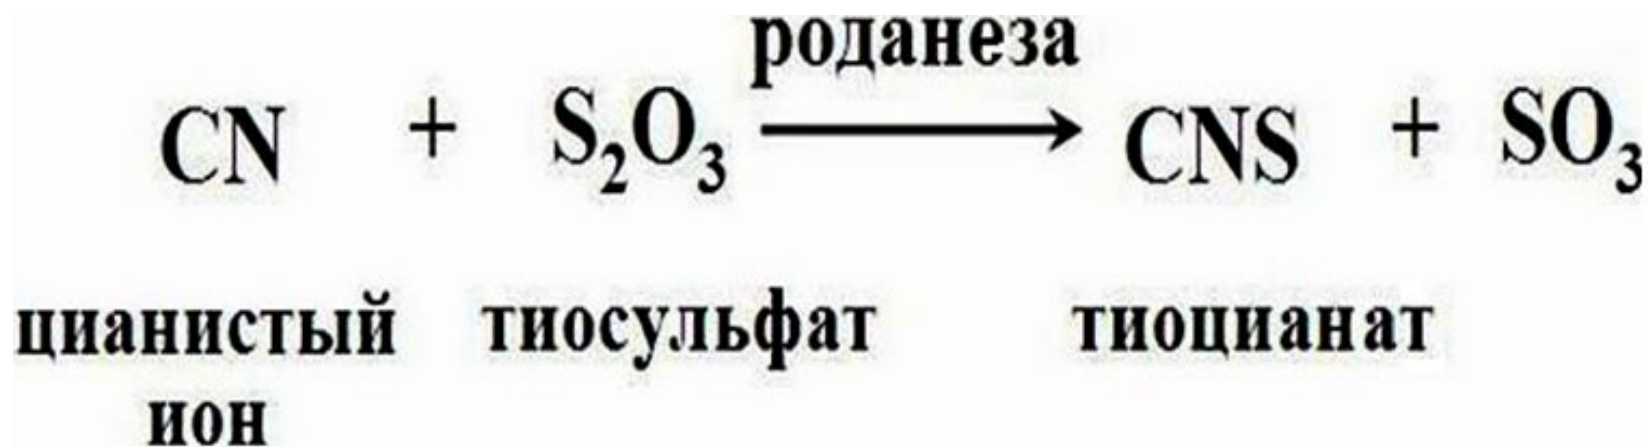 роданеза
CN + S₂O₃ → CNS + SO₃
цианистый тиосульфат тиоцианат
ион